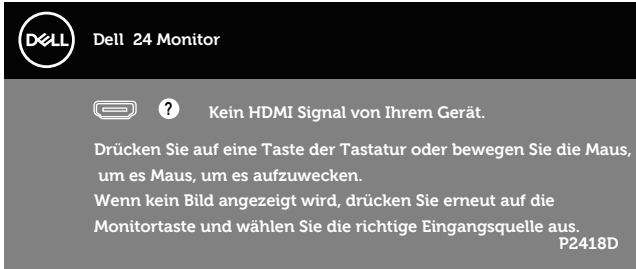 DELL
Dell 24 Monitor
? Kein HDMI Signal von Ihrem Gerät.
Drücken Sie auf eine Taste der Tastatur oder bewegen Sie die Maus,
um es Maus, um es aufzuwecken.
Wenn kein Bild angezeigt wird, drücken Sie erneut auf die
Monitortaste und wählen Sie die richtige Eingangsquelle aus.
P2418D